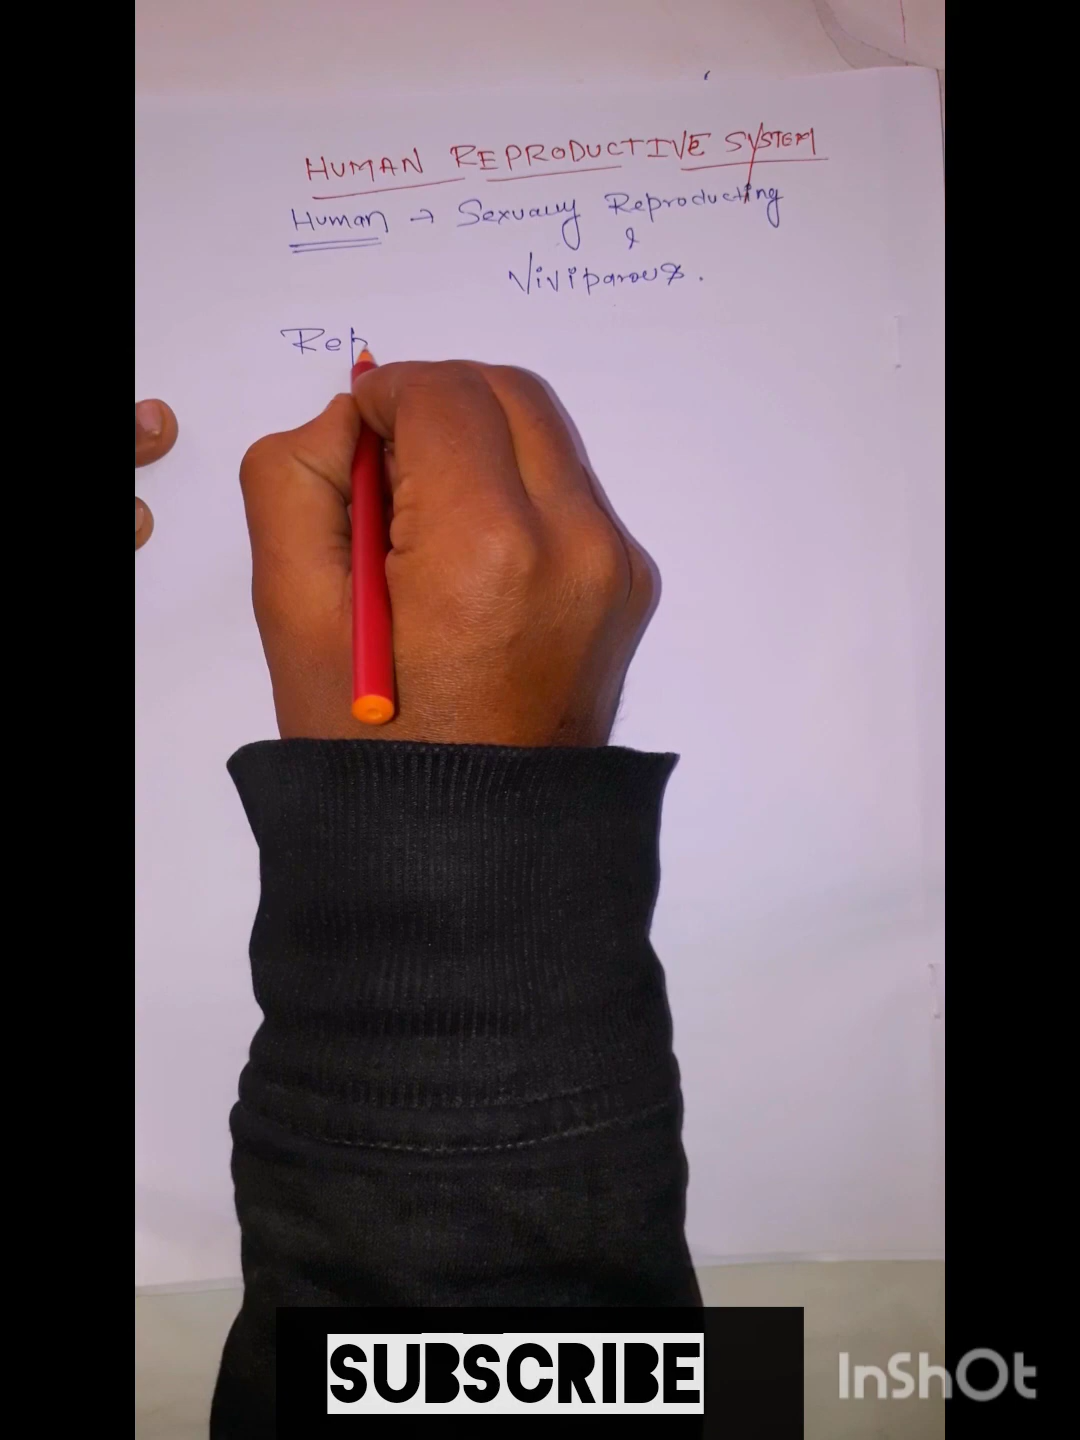 HUMAN REPRODUCTIVE SYSTEM
Human → Sexually Reproducting
&
Viviparous.
Rep
SUBSCRIBE
InShOt